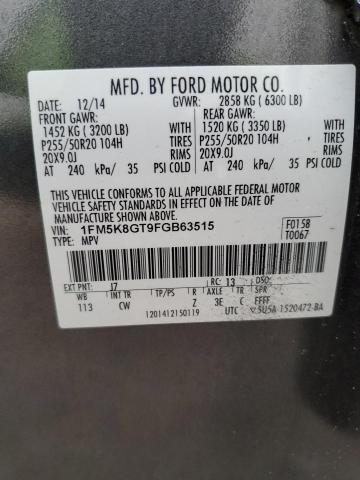 MFD. BY FORD MOTOR CO.
DATE: 12/14 GVWR: 2858 KG ( 6300 LB)
FRONT GAWR: REAR GAWR:
1452 KG ( 3200 LB) WITH 1520 KG ( 3350 LB) WITH
P255/50R20 104H TIRES P255/50R20 104H TIRES
20X9.0J RIMS 20X9.0J RIMS
AT 240 kPa/ 35 PSI COLD AT 240 kPa/ 35 PSI COLD
THIS VEHICLE CONFORMS TO ALL APPLICABLE FEDERAL MOTOR
VEHICLE SAFETY STANDARDS IN EFFECT ON THE DATE OF
MANUFACTURE SHOWN ABOVE.
VIN: 1FM5K8GT9FGB63515 F0158
TYPE: MPV T0067
EXT PNT: J7 RC: 13 DSO:
WB INT TR R AXLE TR SPR
113 CW Z 3E C FFFF
1201412150119 UTC 5U5A 1520472-BA